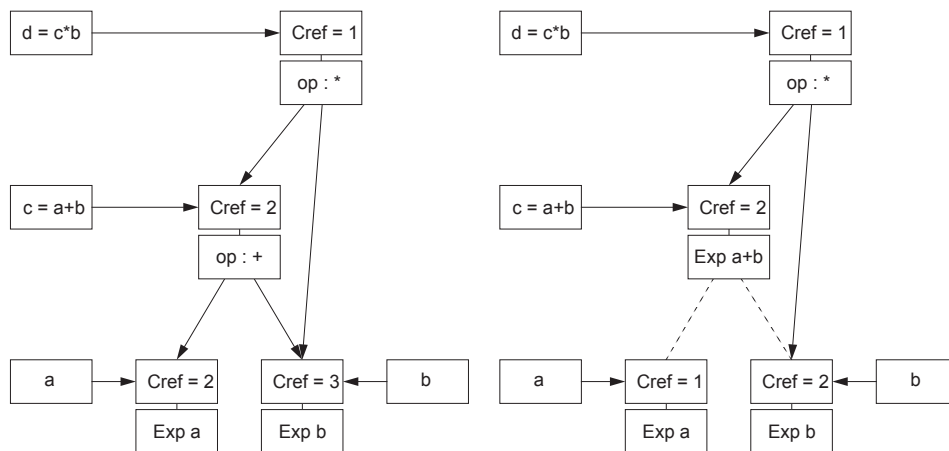 d = c*b
Cref = 1
op : *
c = a+b
Cref = 2
op : +
a
Cref = 2
Cref = 3
b
Exp a
Exp b
d = c*b
Cref = 1
op : *
c = a+b
Cref = 2
Exp a+b
a
Cref = 1
Cref = 2
b
Exp a
Exp b